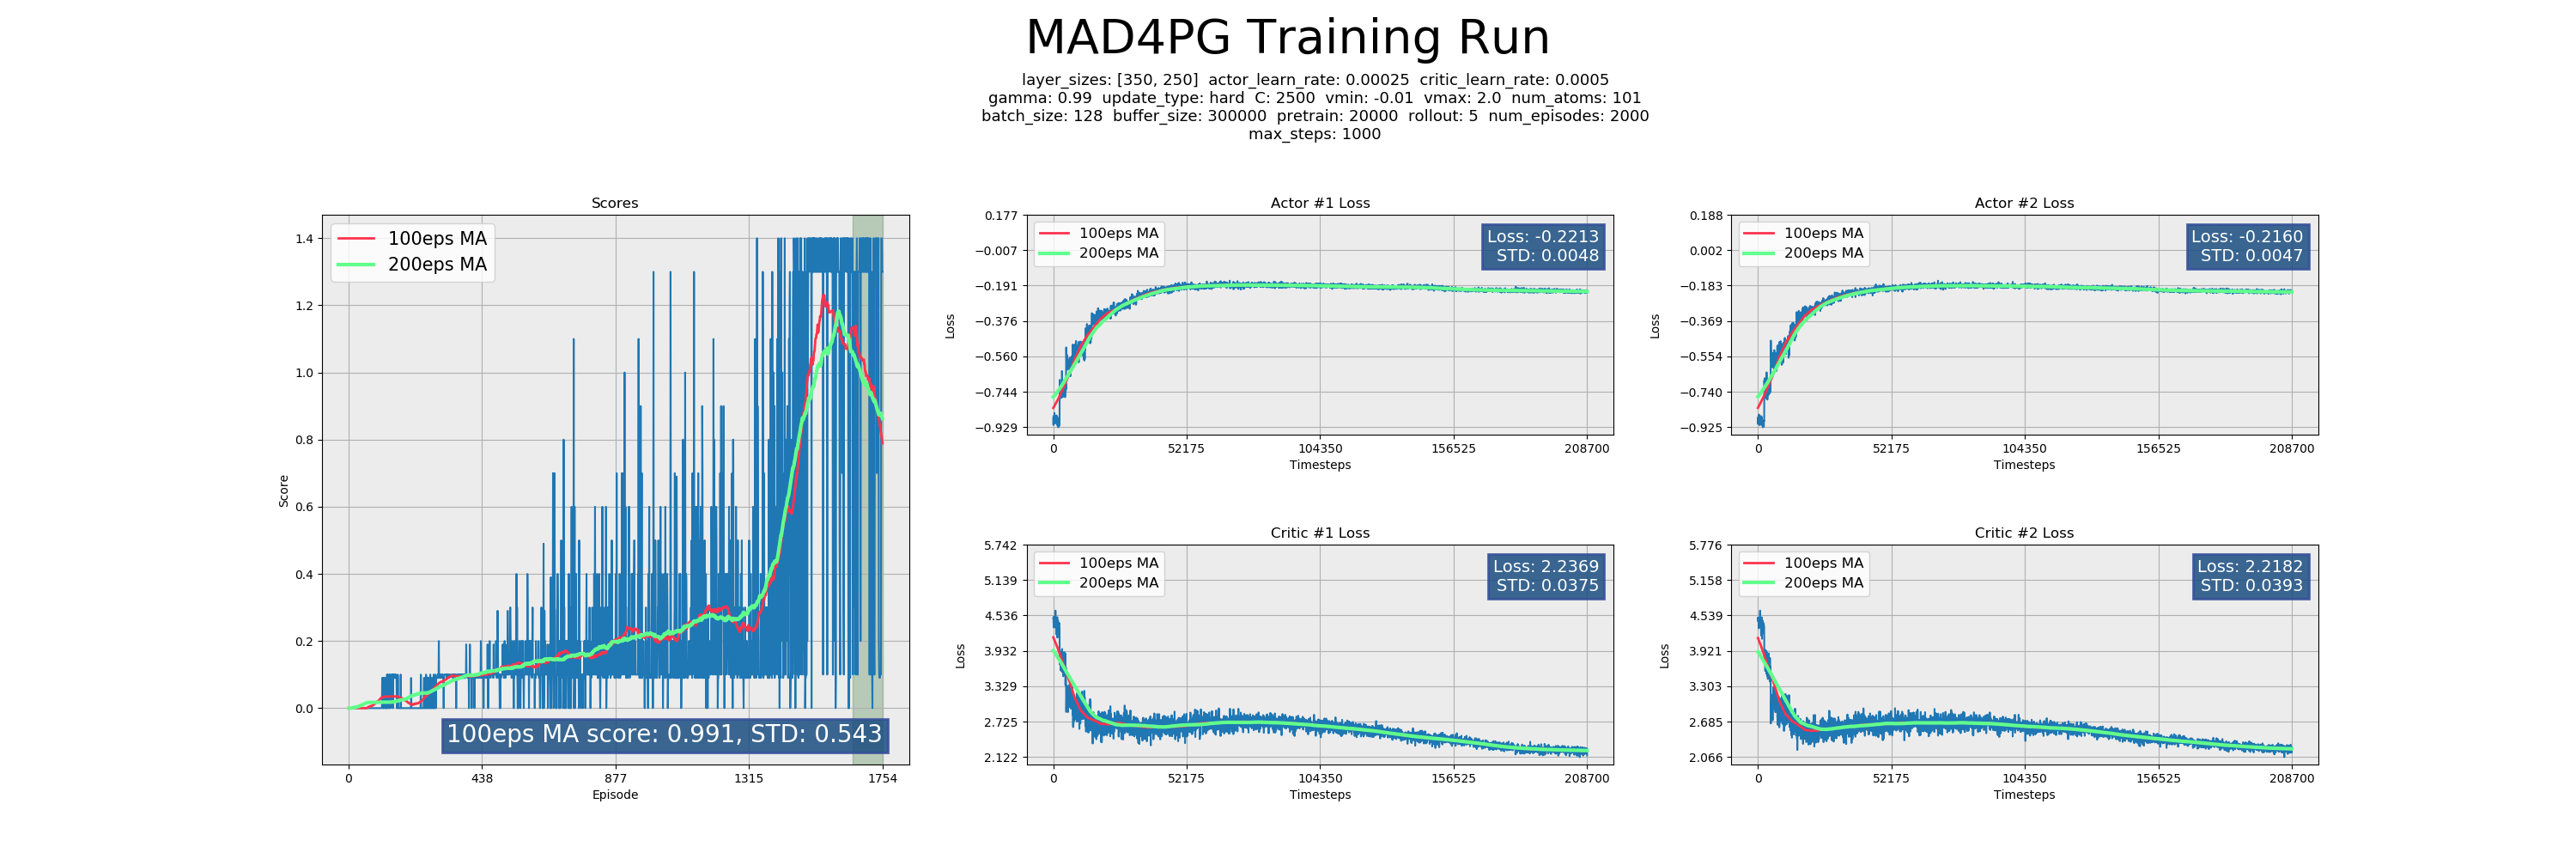 MAD4PG Training Run
layer_sizes: [350, 250]  actor_learn_rate: 0.00025  critic_learn_rate: 0.0005
gamma: 0.99  update_type: hard  C: 2500  vmin: -0.01  vmax: 2.0  num_atoms: 101
batch_size: 128  buffer_size: 300000  pretrain: 20000  rollout: 5  num_episodes: 2000
max_steps: 1000
Scores
100eps MA
200eps MA
1.4
1.2
1.0
0.8
0.6
0.4
0.2
0.0
Score
100eps MA score: 0.991, STD: 0.543
0 438 877 1315 1754
Episode
Actor #1 Loss
100eps MA
200eps MA
Loss: -0.2213
STD: 0.0048
0.177
−0.007
−0.191
−0.376
−0.560
−0.744
−0.929
Loss
0 52175 104350 156525 208700
Timesteps
Actor #2 Loss
100eps MA
200eps MA
Loss: -0.2160
STD: 0.0047
0.188
0.002
−0.183
−0.369
−0.554
−0.740
−0.925
Loss
0 52175 104350 156525 208700
Timesteps
Critic #1 Loss
100eps MA
200eps MA
Loss: 2.2369
STD: 0.0375
5.742
5.139
4.536
3.932
3.329
2.725
2.122
Loss
0 52175 104350 156525 208700
Timesteps
Critic #2 Loss
100eps MA
200eps MA
Loss: 2.2182
STD: 0.0393
5.776
5.158
4.539
3.921
3.303
2.685
2.066
Loss
0 52175 104350 156525 208700
Timesteps